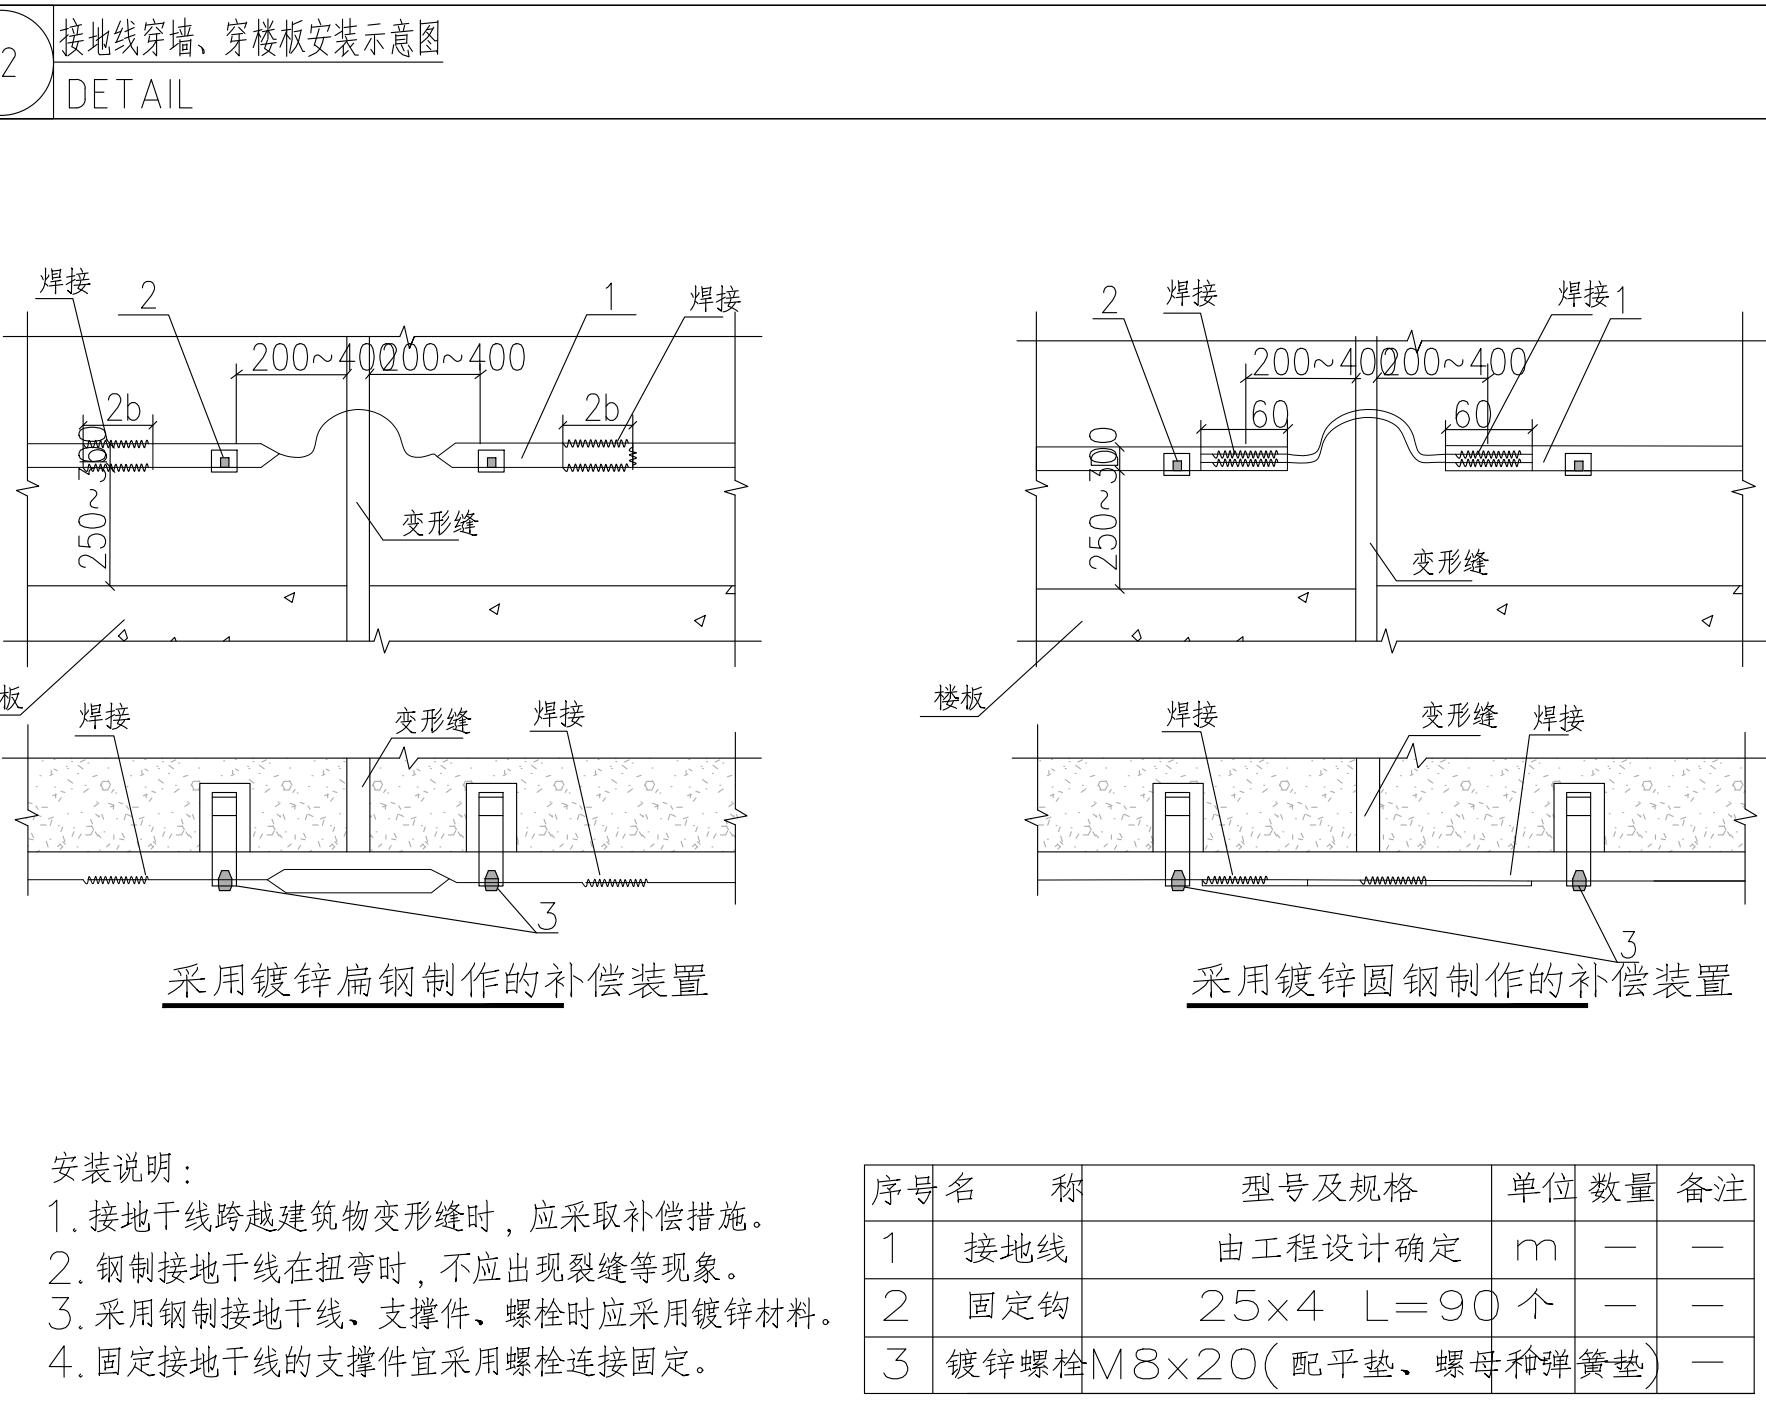 2
接地线穿墙、穿楼板安装示意图
DETAIL
焊接 2 1 焊接
200~400 200~400
2b 2b
250~300
变形缝
板
焊接 变形缝 焊接
3
采用镀锌扁钢制作的补偿装置
2 焊接 焊接 1
200~400 200~400
60 60
250~300
变形缝
楼板
焊接 变形缝 焊接
3
采用镀锌圆钢制作的补偿装置
安装说明：
1. 接地干线跨越建筑物变形缝时，应采取补偿措施。
2. 钢制接地干线在扭弯时，不应出现裂缝等现象。
3. 采用钢制接地干线、支撑件、螺栓时应采用镀锌材料。
4. 固定接地干线的支撑件宜采用螺栓连接固定。
序号 名 称 型号及规格 单位 数量 备注
1 接地线 由工程设计确定 m — —
2 固定钩 25x4 L=90 个 — —
3 镀锌螺栓 M8x20(配平垫、螺母和弹簧垫) 个 — —